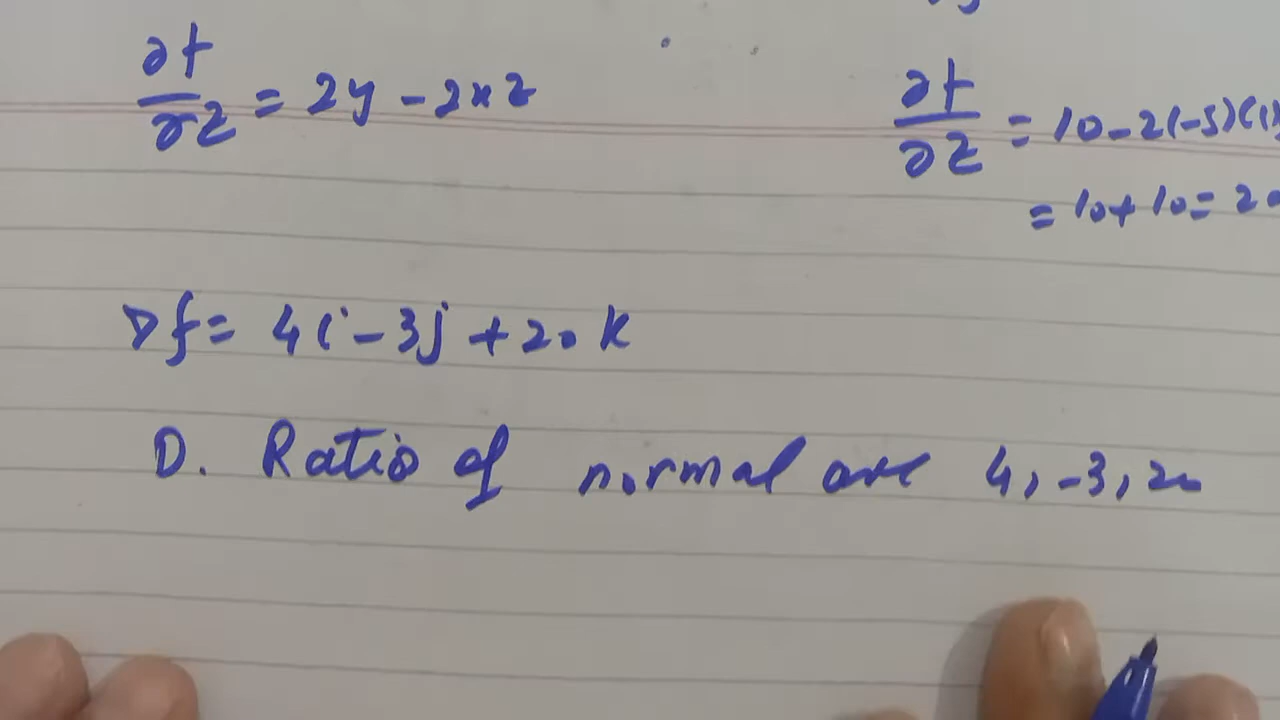 ∂f/∂z = 2y - 2xz
∂f/∂z = 10 - 2(-5)(1)
= 10 + 10 = 20
∇f = 4i - 3j + 20k
D. Ratio of normal are 4, -3, 20